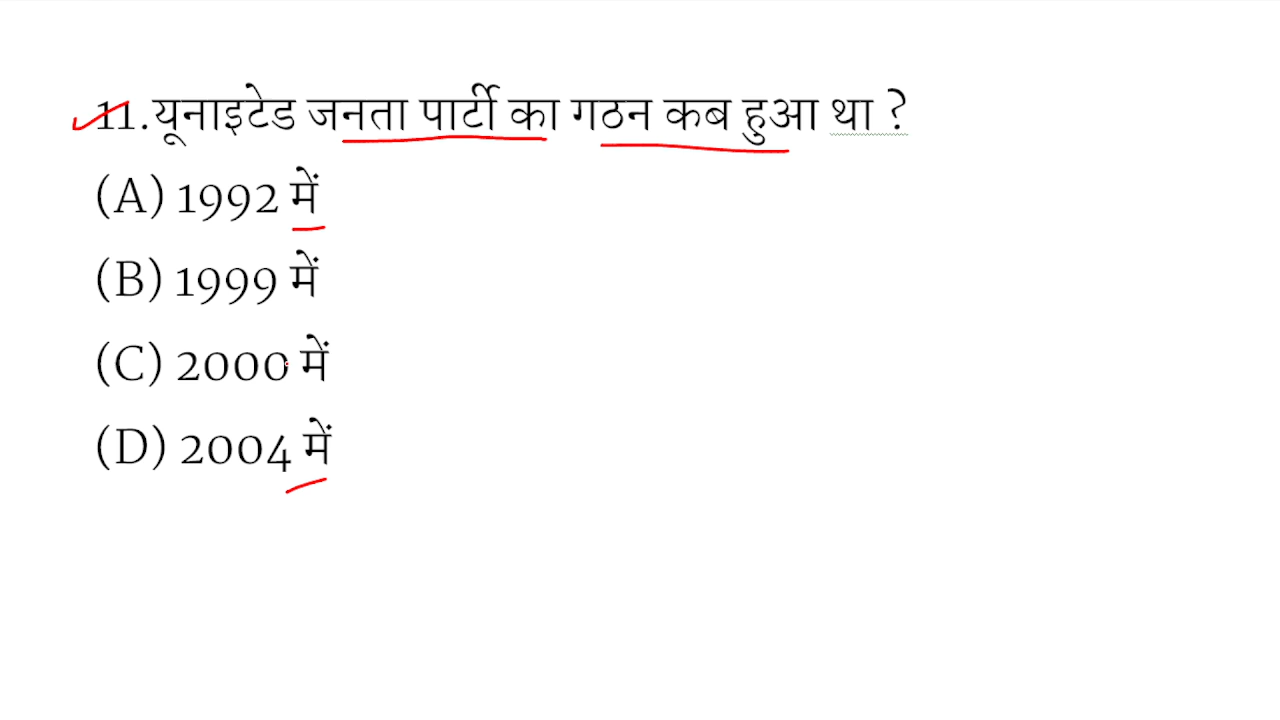 11.यूनाइटेड जनता पार्टी का गठन कब हुआ था ?
(A) 1992 में
(B) 1999 में
(C) 2000 में
(D) 2004 में